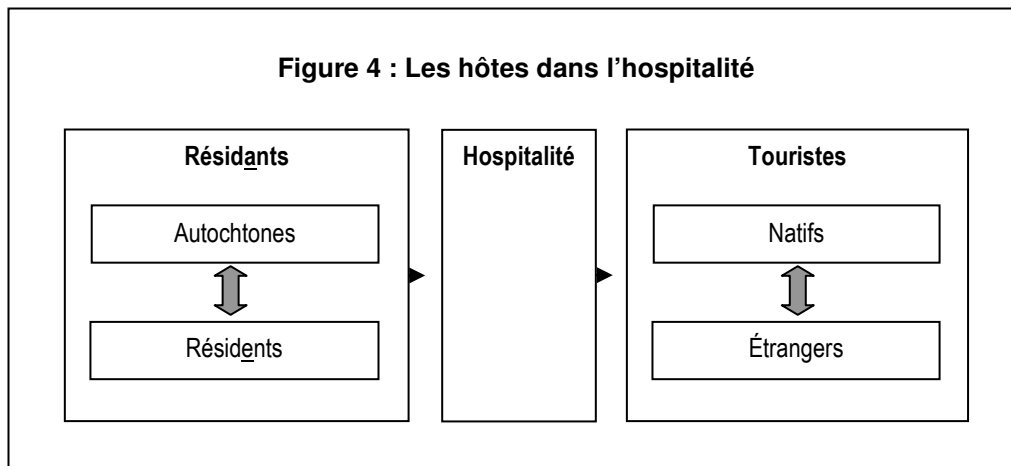 Figure 4 : Les hôtes dans l’hospitalité
Résidants
Autochtones
Résidents
Hospitalité
Touristes
Natifs
Étrangers